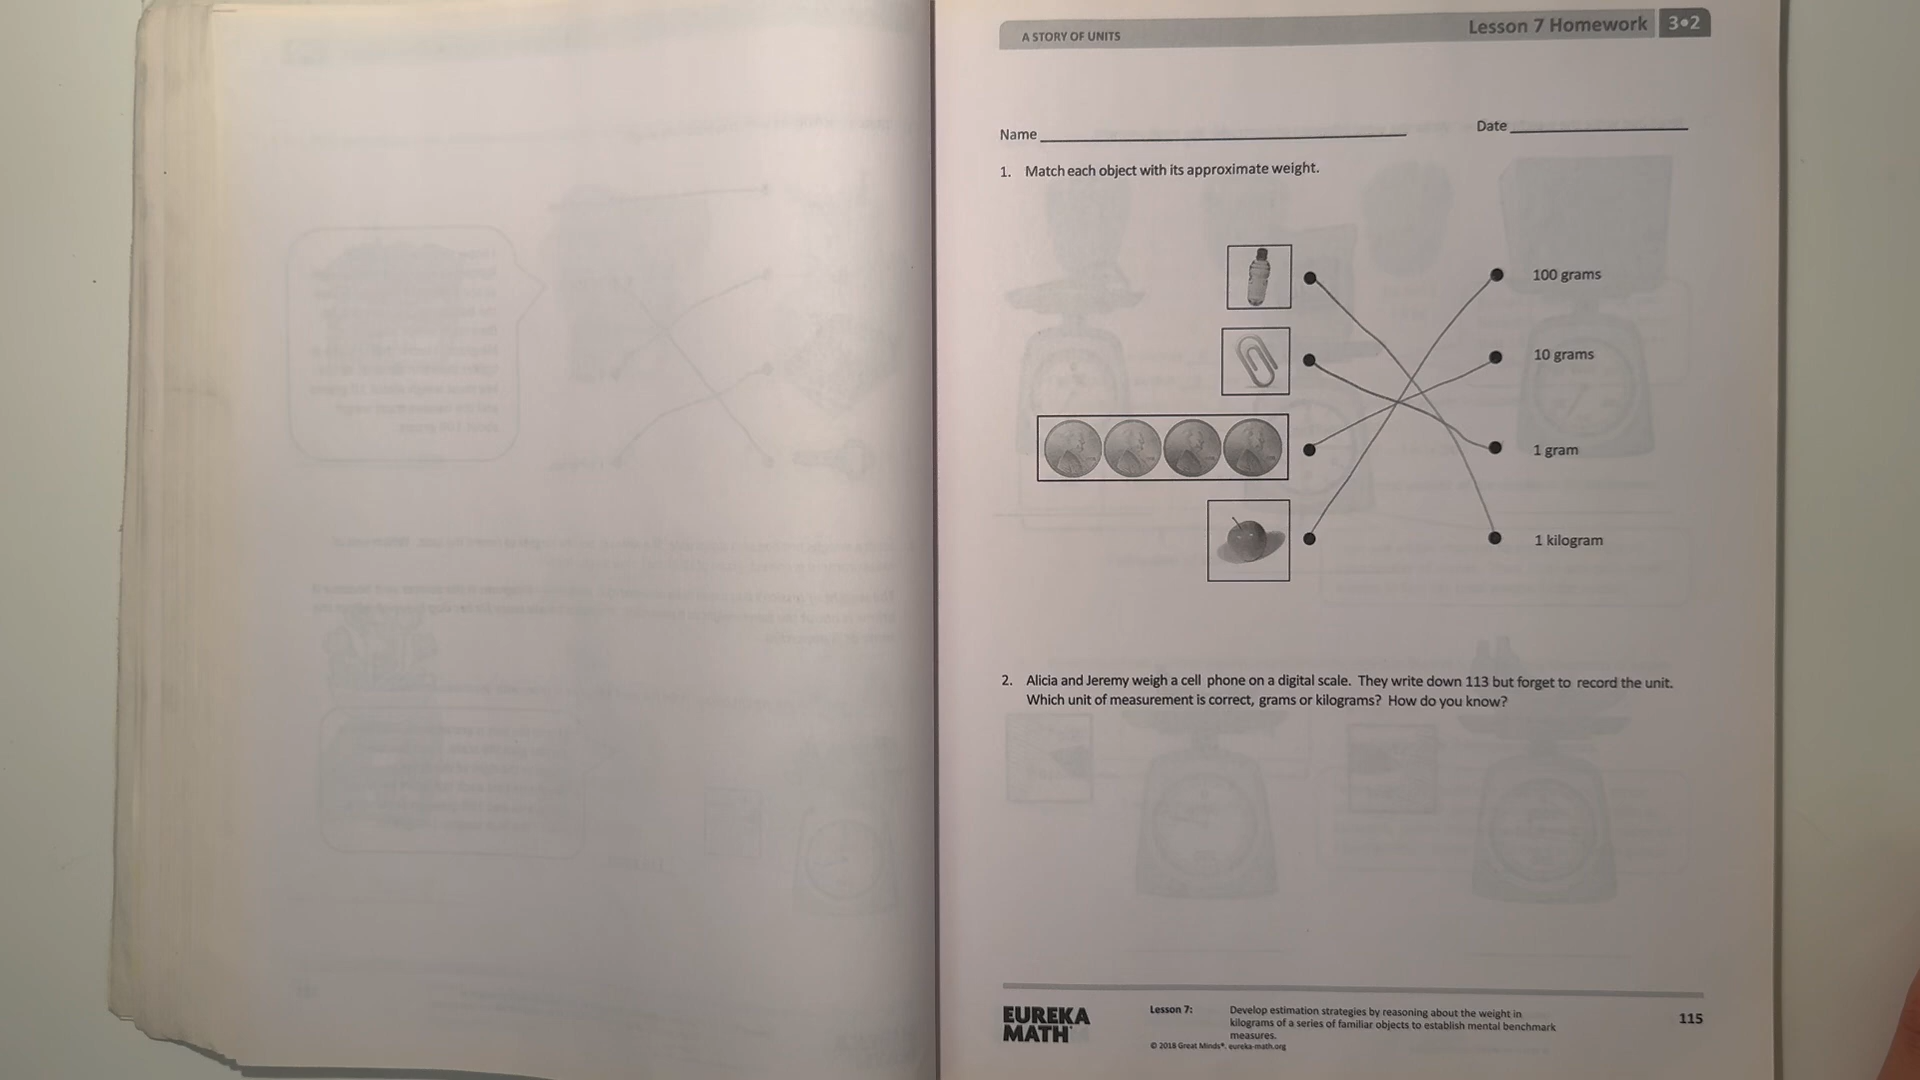 A STORY OF UNITS
Lesson 7 Homework 3•2
Name
Date
1. Match each object with its approximate weight.
100 grams
10 grams
1 gram
1 kilogram
2. Alicia and Jeremy weigh a cell phone on a digital scale. They write down 113 but forget to record the unit.
Which unit of measurement is correct, grams or kilograms? How do you know?
EUREKA
MATH
Lesson 7: Develop estimation strategies by reasoning about the weight in
kilograms of a series of familiar objects to establish mental benchmark
measures.
© 2018 Great Minds®. eureka-math.org
115